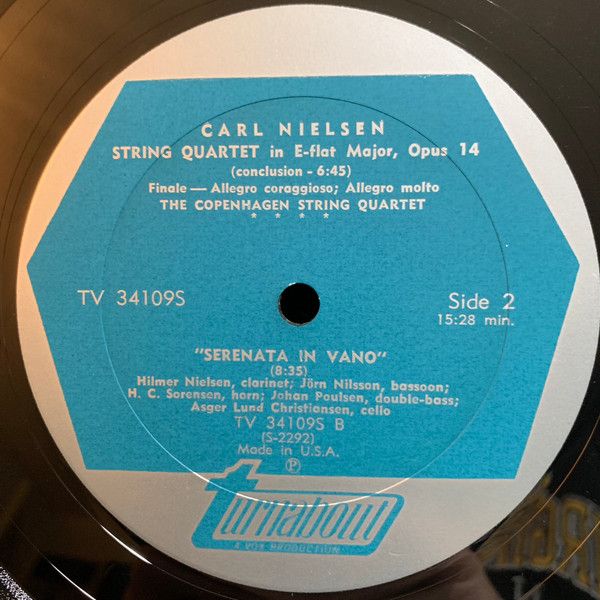 CARL NIELSEN
STRING QUARTET in E-flat Major, Opus 14
(conclusion - 6:45)
Finale — Allegro coraggioso; Allegro molto
THE COPENHAGEN STRING QUARTET
* * * *
TV 34109S
Side 2
15:28 min.
"SERENATA IN VANO"
(8:35)
Hilmer Nielsen, clarinet; Jörn Nilsson, bassoon;
H. C. Sorensen, horn; Johan Poulsen, double-bass;
Asger Lund Christiansen, cello
TV 34109S B
(S-2292)
Made in U.S.A.
℗
turnabout
A VOX PRODUCTION